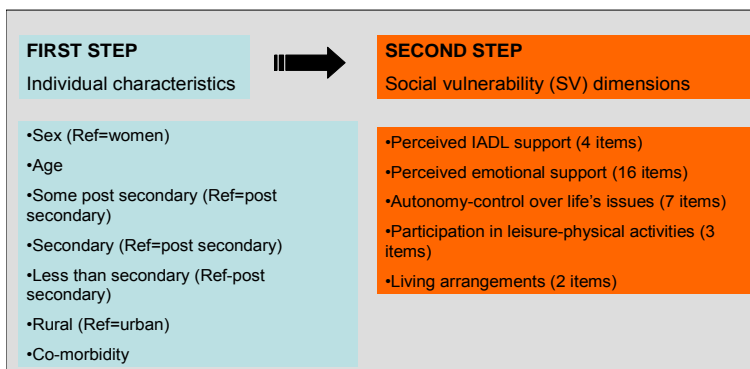 FIRST STEP
Individual characteristics
SECOND STEP
Social vulnerability (SV) dimensions
•Sex (Ref=women)
•Age
•Some post secondary (Ref=post
secondary)
•Secondary (Ref=post secondary)
•Less than secondary (Ref-post
secondary)
•Rural (Ref=urban)
•Co-morbidity
•Perceived IADL support (4 items)
•Perceived emotional support (16 items)
•Autonomy-control over life’s issues (7 items)
•Participation in leisure-physical activities (3
items)
•Living arrangements (2 items)